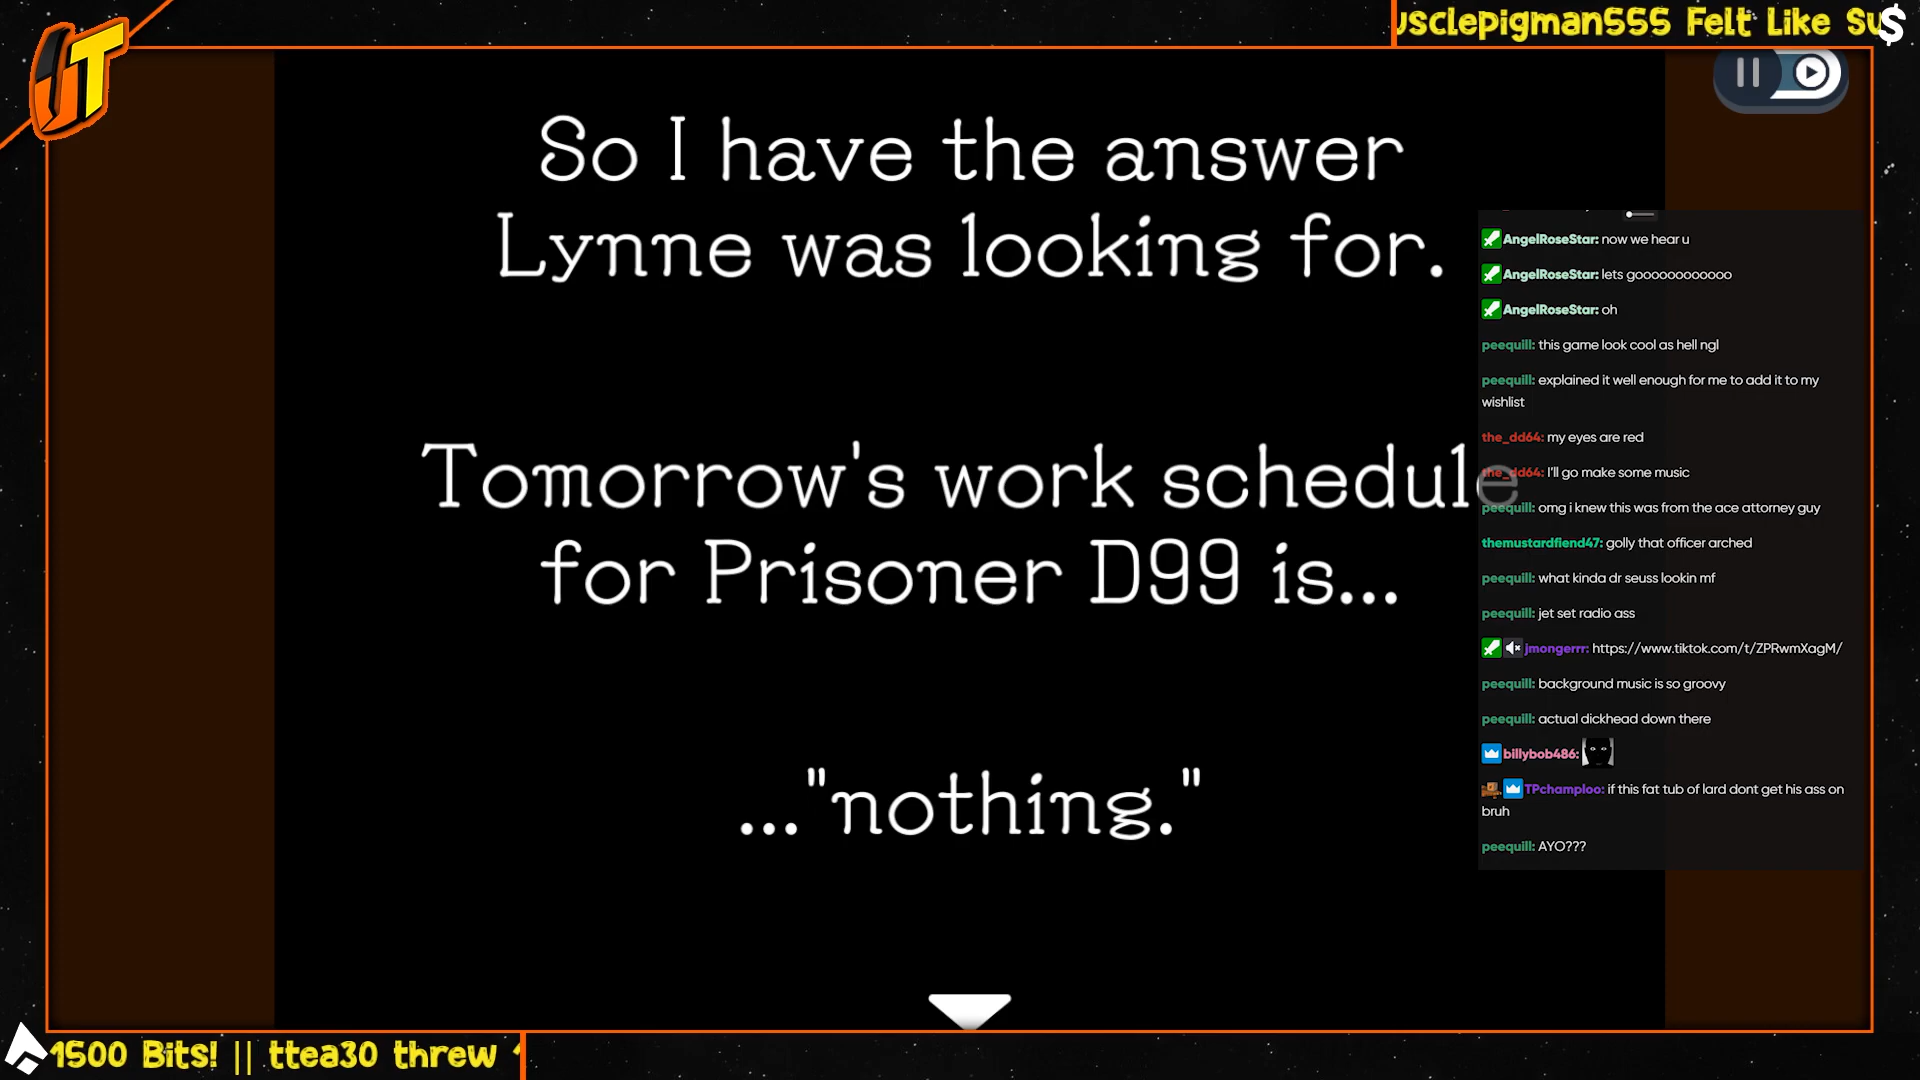 usclepigman555 Felt Like Su
$
JT
So I have the answer
Lynne was looking for.
Tomorrow's work schedule
for Prisoner D99 is...
..."nothing."
AngelRoseStar: now we hear u
AngelRoseStar: lets goooooooooooo
AngelRoseStar: oh
peequill: this game look cool as hell ngl
peequill: explained it well enough for me to add it to my
wishlist
the_dd64: my eyes are red
the_dd64: I'll go make some music
peequill: omg i knew this was from the ace attorney guy
themustardfiend47: golly that officer arched
peequill: what kinda dr seuss lookin mf
peequill: jet set radio ass
jmongerrr: https://www.tiktok.com/t/ZPRwmXagM/
peequill: background music is so groovy
peequill: actual dickhead down there
billybob486:
TPchamploo: if this fat tub of lard dont get his ass on
bruh
peequill: AYO???
1500 Bits! || ttea30 threw